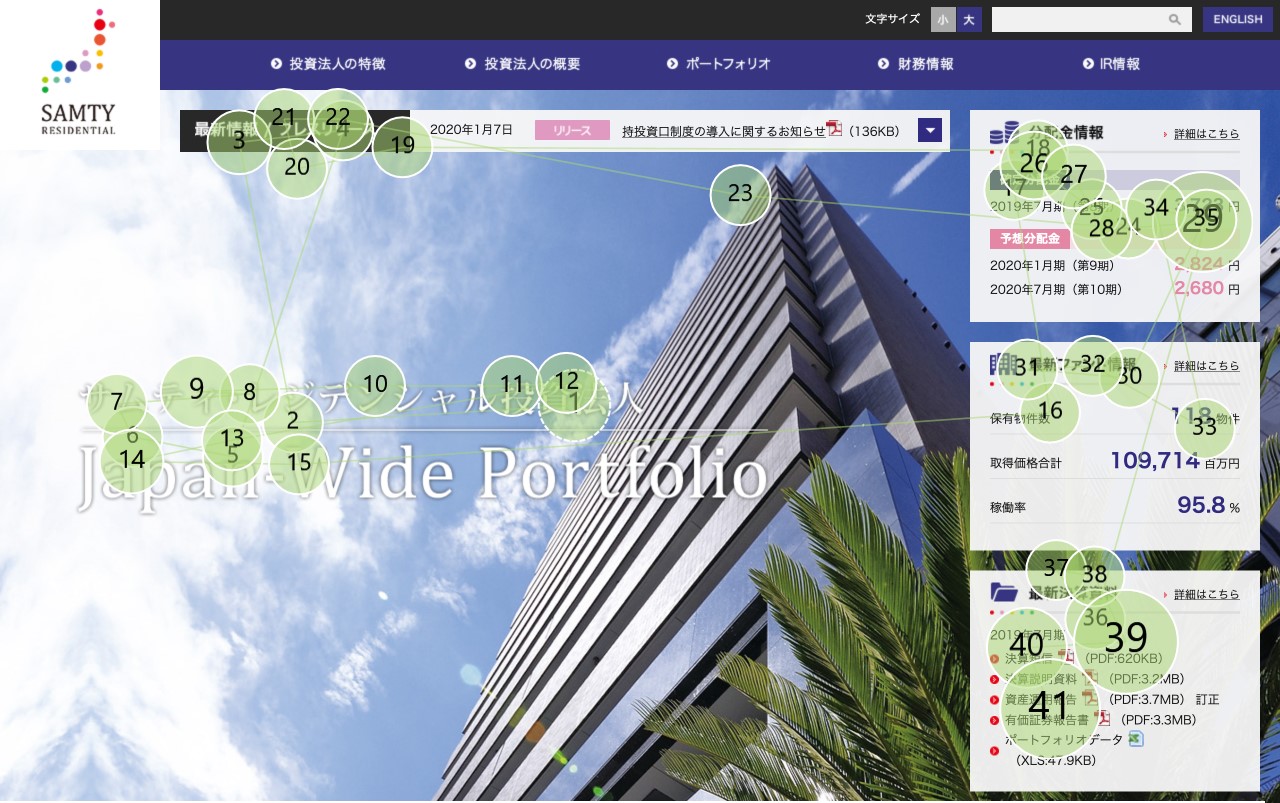 SAMTY
RESIDENTIAL
文字サイズ 小 大 ENGLISH
投資法人の特徴 投資法人の概要 ポートフォリオ 財務情報 IR情報
最新情報 2020年1月7日 リリース 持投資口制度の導入に関するお知らせ (136KB)
21 22 3 4 19 20 23
サムティ・レジデンシャル投資法人
7 9 8 10 11 12 1 2
6 13 5 14 15
Japan-Wide Portfolio
分配金情報 詳細はこちら
18 26 27 17
2019年7月期 円
25 28 24 34 35 29
予想分配金
2020年1月期（第9期） 2,824 円
2020年7月期（第10期） 2,680 円
最新 情報 詳細はこちら
31 32 30
保有物件数 118 物件
16 33
取得価格合計 109,714 百万円
稼働率 95.8 %
37 38
最新決算資料 詳細はこちら
36 39 40 41
2019年7月期
決算短信 (PDF:620KB)
決算説明資料 (PDF:3.2MB)
資産運用報告 (PDF:3.7MB) 訂正
有価証券報告書 (PDF:3.3MB)
ポートフォリオデータ
(XLS:47.9KB)